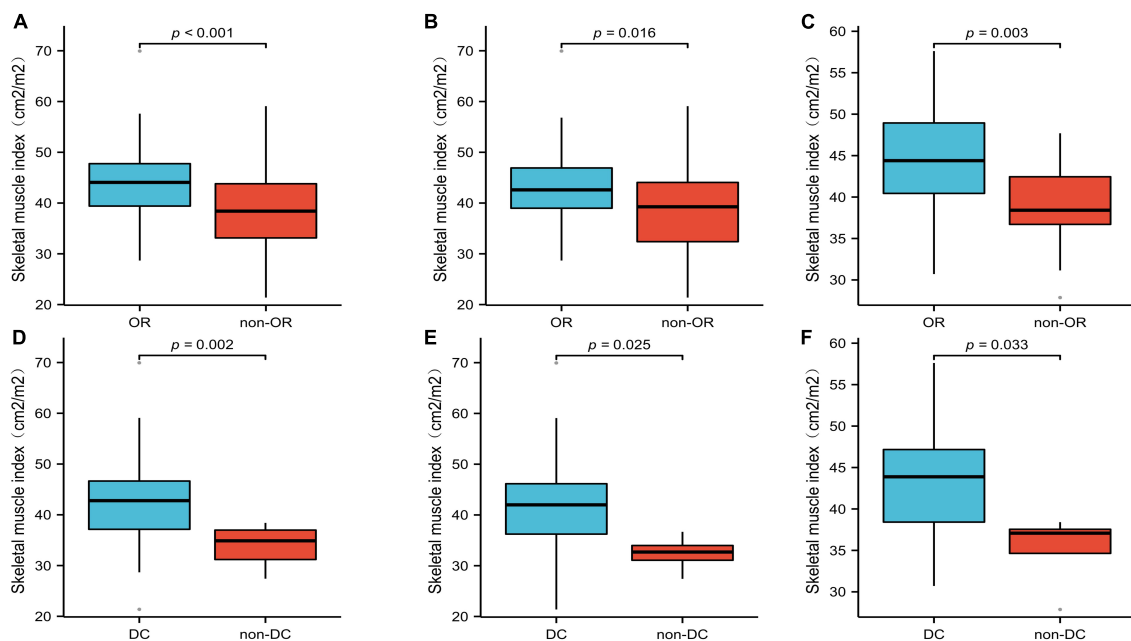 A
p < 0.001
Skeletal muscle index（cm2/m2）
70
60
50
40
30
20
OR
non-OR
B
p = 0.016
Skeletal muscle index（cm2/m2）
70
60
50
40
30
20
OR
non-OR
C
p = 0.003
Skeletal muscle index（cm2/m2）
60
55
50
45
40
35
30
OR
non-OR
D
p = 0.002
Skeletal muscle index（cm2/m2）
70
60
50
40
30
20
DC
non-DC
E
p = 0.025
Skeletal muscle index（cm2/m2）
70
60
50
40
30
20
DC
non-DC
F
p = 0.033
Skeletal muscle index（cm2/m2）
60
55
50
45
40
35
30
DC
non-DC